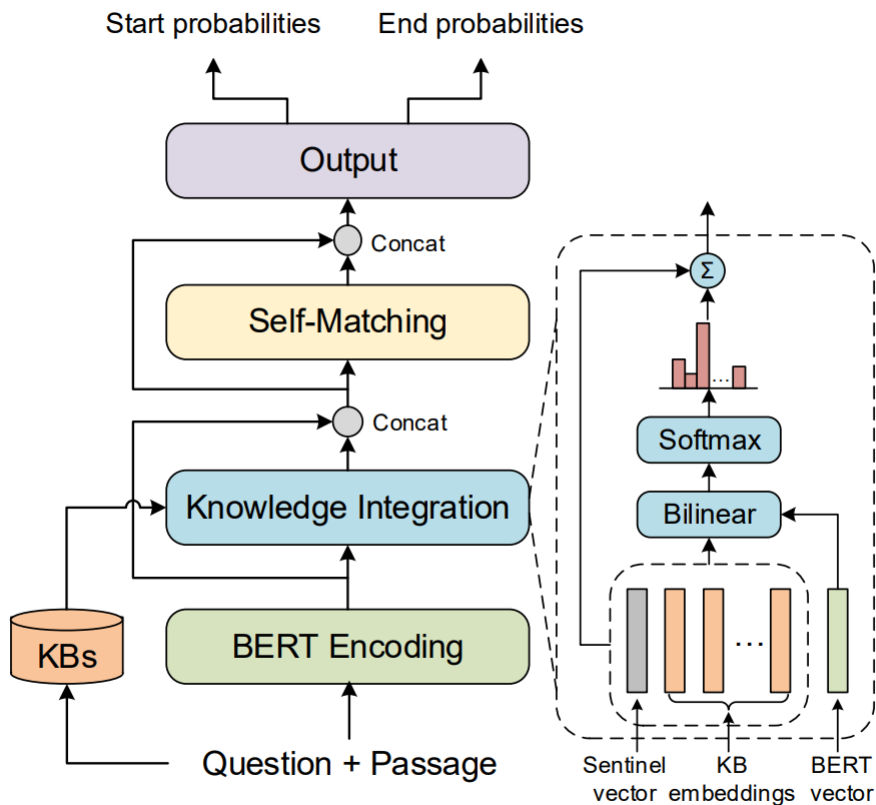 Start probabilities
End probabilities
Output
Concat
Self-Matching
Concat
Knowledge Integration
BERT Encoding
KBs
Question + Passage
Σ
...
Softmax
Bilinear
...
Sentinel
vector
KB
embeddings
BERT
vector